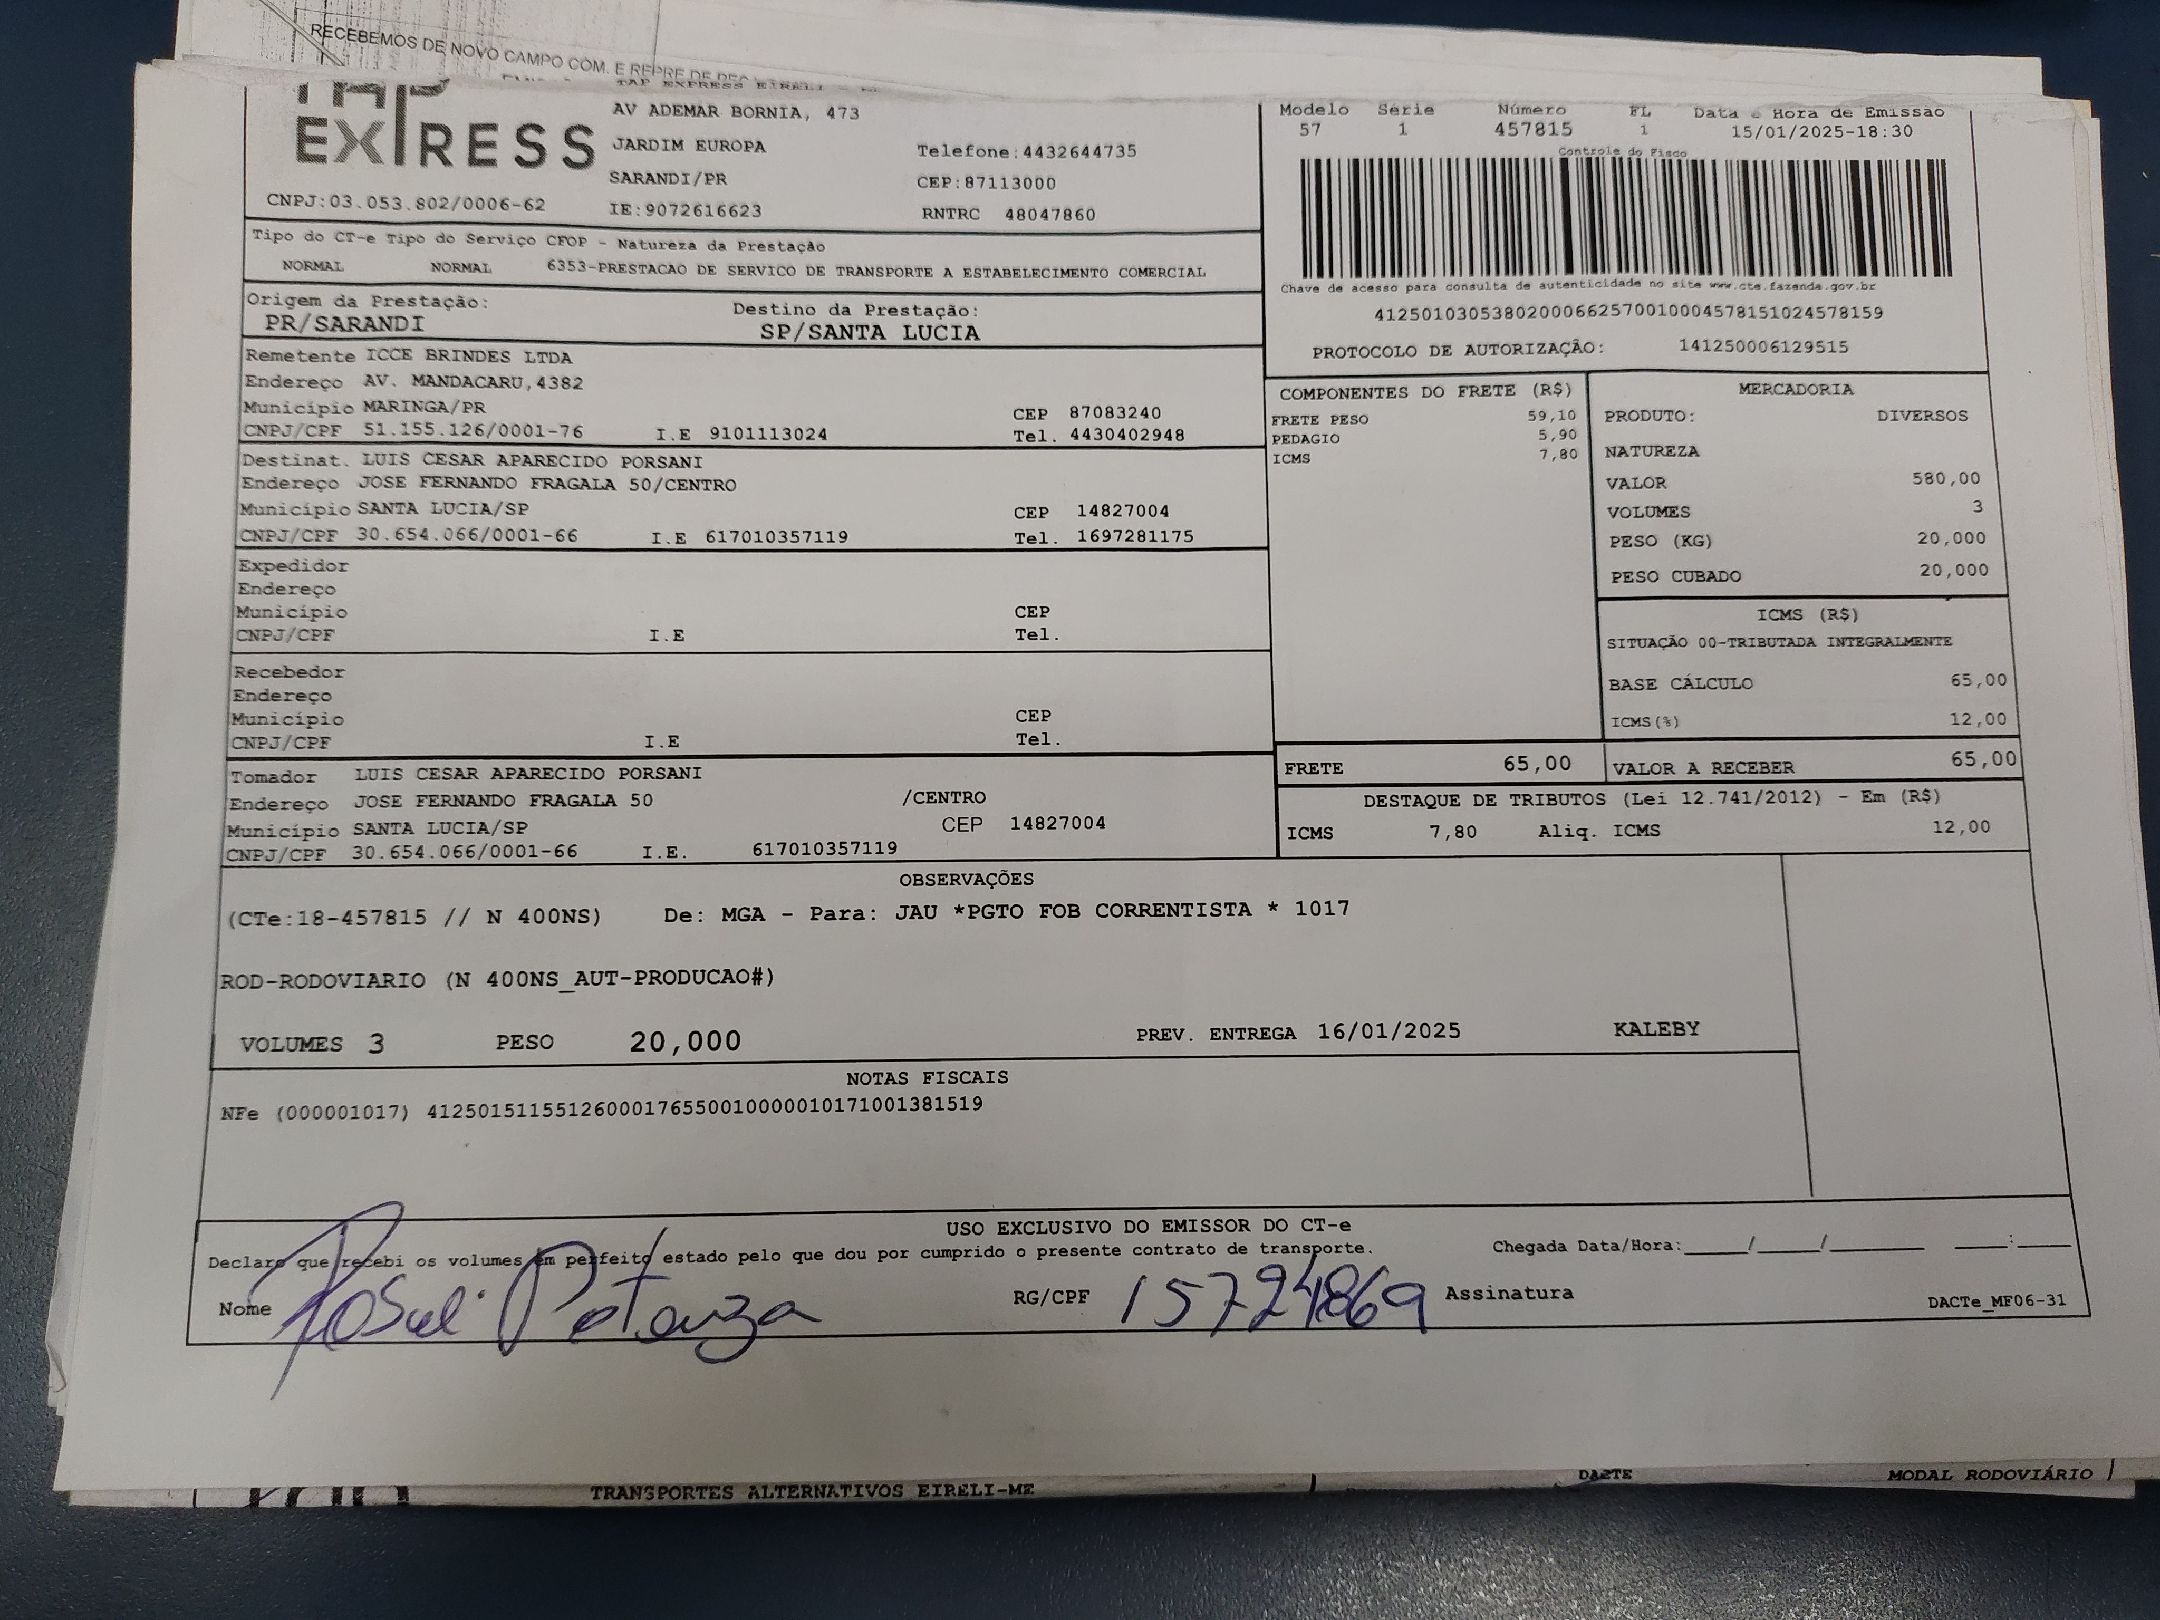 RECEBEMOS DE NOVO CAMPO COM. E REPRE DE
TAP EXPRESS EIRELI
TAP
EXPRESS
AV ADEMAR BORNIA, 473
JARDIM EUROPA
Telefone:4432644735
SARANDI/PR
CEP:87113000
CNPJ:03.053.802/0006-62
IE:9072616623
RNTRC 48047860
Modelo Série Número FL Data e Hora de Emissão
57 1 457815 1 15/01/2025-18:30
Controle do Fisco
Chave de acesso para consulta de autenticidade no site www.cte.fazenda.gov.br
41250103053802000662570010004578151024578159
PROTOCOLO DE AUTORIZAÇÃO: 141250006129515
Tipo do CT-e Tipo do Serviço CFOP - Natureza da Prestação
NORMAL NORMAL 6353-PRESTACAO DE SERVICO DE TRANSPORTE A ESTABELECIMENTO COMERCIAL
Origem da Prestação: Destino da Prestação:
PR/SARANDI SP/SANTA LUCIA
Remetente ICCE BRINDES LTDA
Endereço AV. MANDACARU,4382
Município MARINGA/PR CEP 87083240
CNPJ/CPF 51.155.126/0001-76 I.E 9101113024 Tel. 4430402948
Destinat. LUIS CESAR APARECIDO PORSANI
Endereço JOSE FERNANDO FRAGALA 50/CENTRO
Município SANTA LUCIA/SP CEP 14827004
CNPJ/CPF 30.654.066/0001-66 I.E 617010357119 Tel. 1697281175
Expedidor
Endereço
Município CEP
CNPJ/CPF I.E Tel.
Recebedor
Endereço
Município CEP
CNPJ/CPF I.E Tel.
Tomador LUIS CESAR APARECIDO PORSANI
Endereço JOSE FERNANDO FRAGALA 50 /CENTRO
Município SANTA LUCIA/SP CEP 14827004
CNPJ/CPF 30.654.066/0001-66 I.E. 617010357119
COMPONENTES DO FRETE (R$)
FRETE PESO 59,10
PEDAGIO 5,90
ICMS 7,80
MERCADORIA
PRODUTO: DIVERSOS
NATUREZA
VALOR 580,00
VOLUMES 3
PESO (KG) 20,000
PESO CUBADO 20,000
ICMS (R$)
SITUAÇÃO 00-TRIBUTADA INTEGRALMENTE
BASE CÁLCULO 65,00
ICMS(%) 12,00
FRETE 65,00 VALOR A RECEBER 65,00
DESTAQUE DE TRIBUTOS (Lei 12.741/2012) - Em (R$)
ICMS 7,80 Aliq. ICMS 12,00
OBSERVAÇÕES
(CTe:18-457815 // N 400NS) De: MGA - Para: JAU *PGTO FOB CORRENTISTA * 1017
ROD-RODOVIARIO (N 400NS_AUT-PRODUCAO#)
VOLUMES 3 PESO 20,000 PREV. ENTREGA 16/01/2025 KALEBY
NOTAS FISCAIS
NFe (000001017) 41250151155126000176550010000010171001381519
USO EXCLUSIVO DO EMISSOR DO CT-e
Declaro que recebi os volumes em perfeito estado pelo que dou por cumprido o presente contrato de transporte. Chegada Data/Hora:____/____/______ ____:____
Nome Roseli Potenza RG/CPF 15724869 Assinatura DACTe_MF06-31
TRANSPORTES ALTERNATIVOS EIRELI-ME DACTE MODAL RODOVIÁRIO